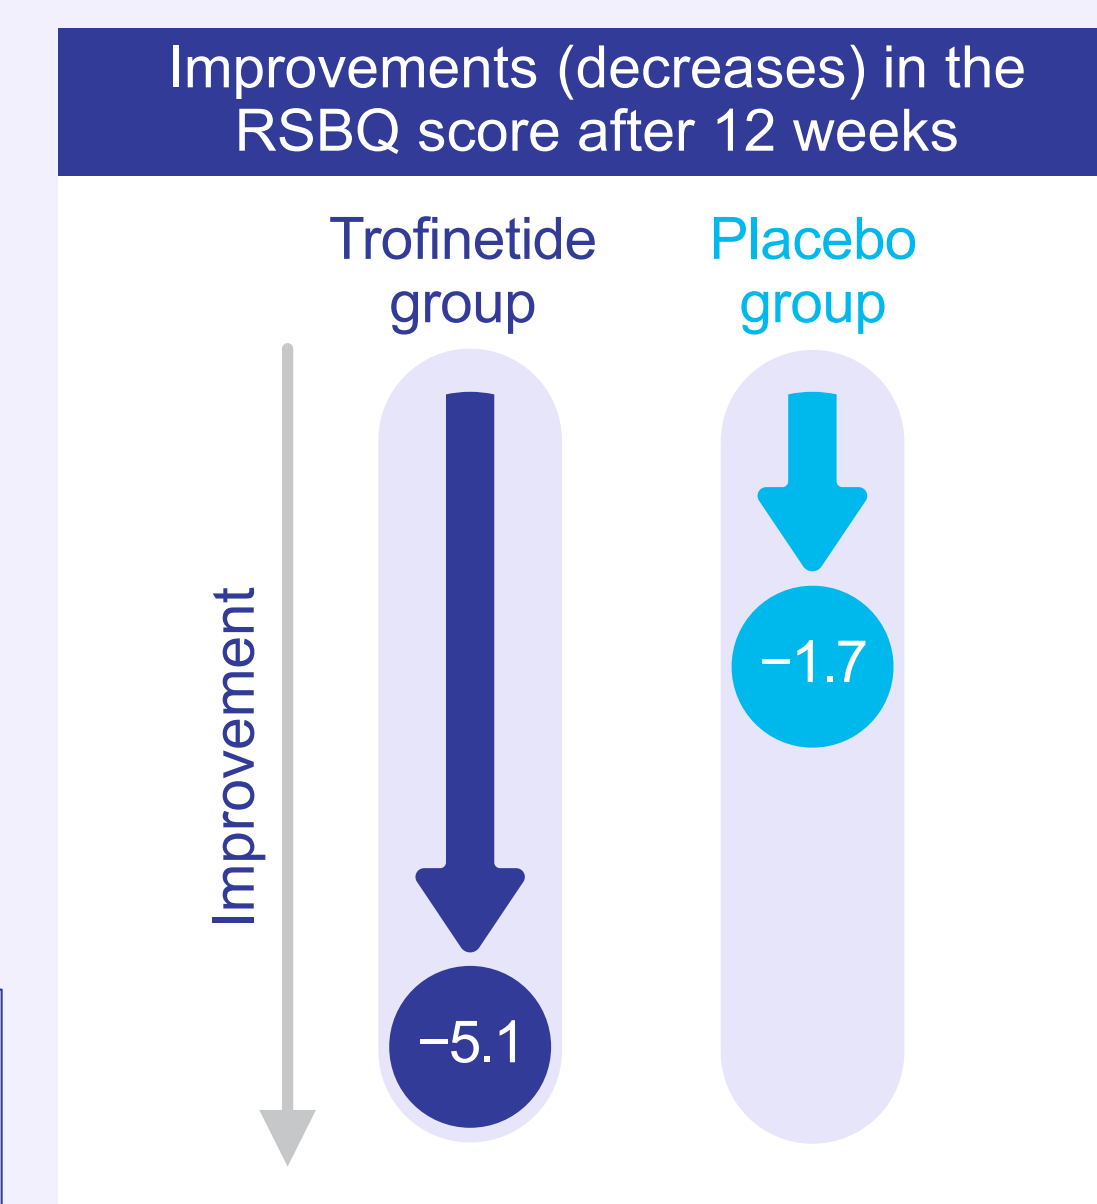 Improvements (decreases) in the
RSBQ score after 12 weeks
Trofinetide
group
Placebo
group
Improvement
−1.7
−5.1